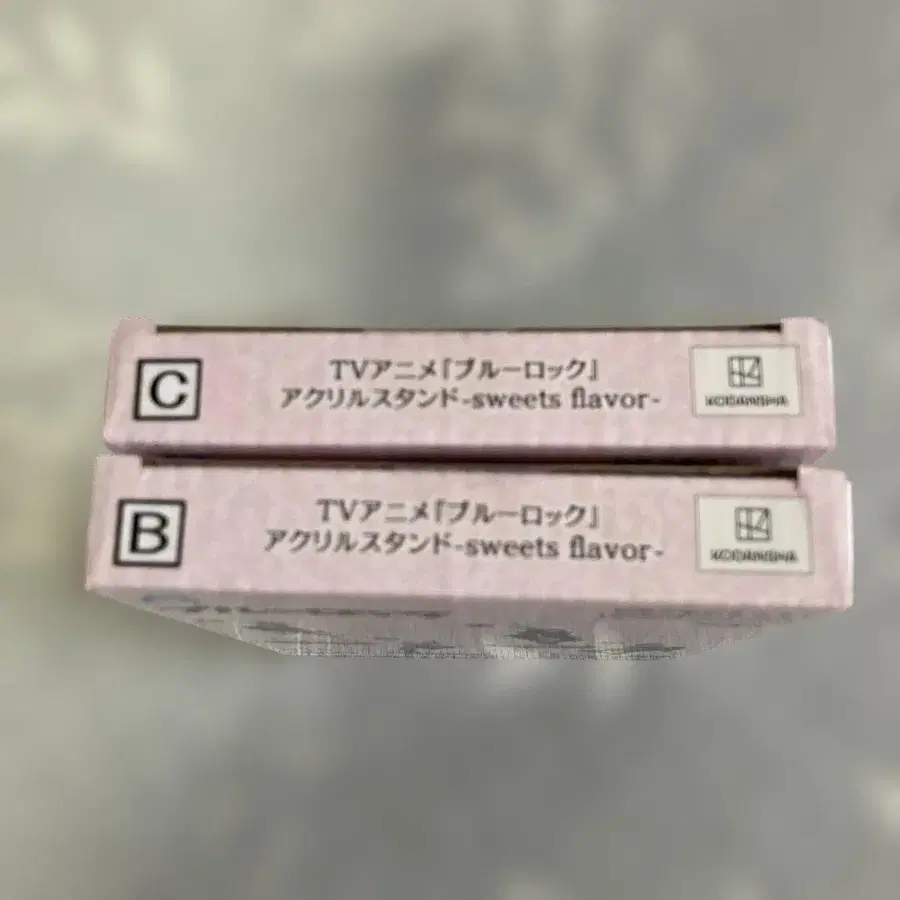 C
TVアニメ『ブルーロック』
アクリルスタンド-sweets flavor-
KODANSHA
B
TVアニメ『ブルーロック』
アクリルスタンド-sweets flavor-
KODANSHA